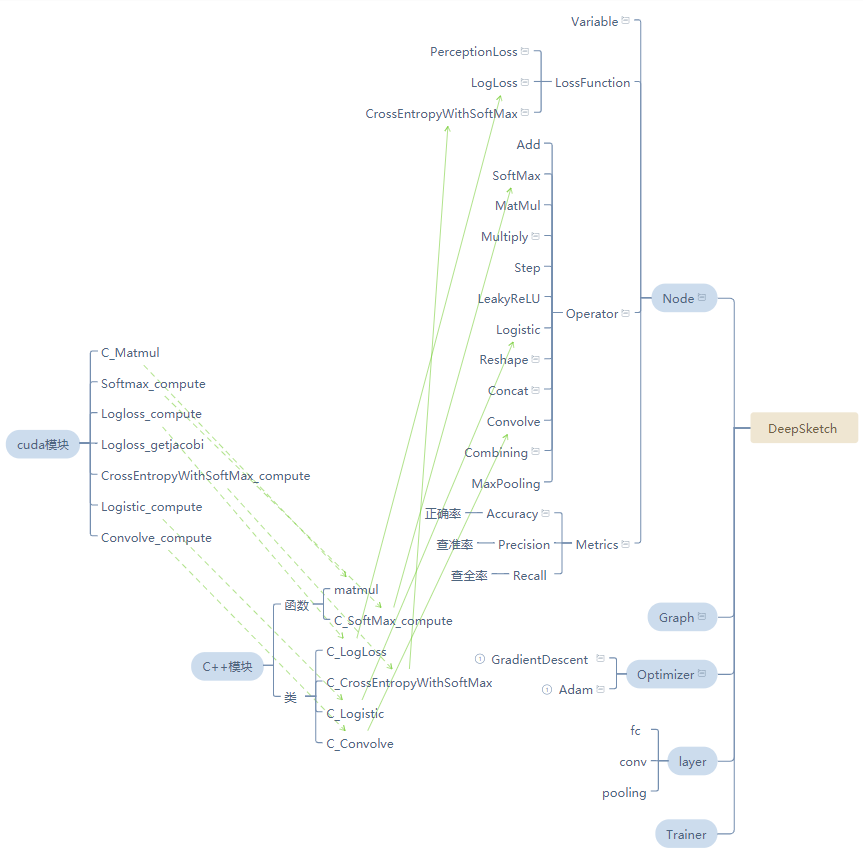 Variable
PerceptionLoss
LogLoss
LossFunction
CrossEntropyWithSoftMax
Add
SoftMax
MatMul
Multiply
Step
LeakyReLU
Node
Operator
Logistic
Reshape
Concat
Convolve
Combining
MaxPooling
正确率
Accuracy
查准率
Precision
Metrics
查全率
Recall
DeepSketch
cuda模块
C_Matmul
Softmax_compute
Logloss_compute
Logloss_getjacobi
CrossEntropyWithSoftMax_compute
Logistic_compute
Convolve_compute
C++模块
函数
matmul
C_SoftMax_compute
类
C_LogLoss
C_CrossEntropyWithSoftMax
C_Logistic
C_Convolve
Graph
1 GradientDescent
Optimizer
1 Adam
fc
conv
layer
pooling
Trainer